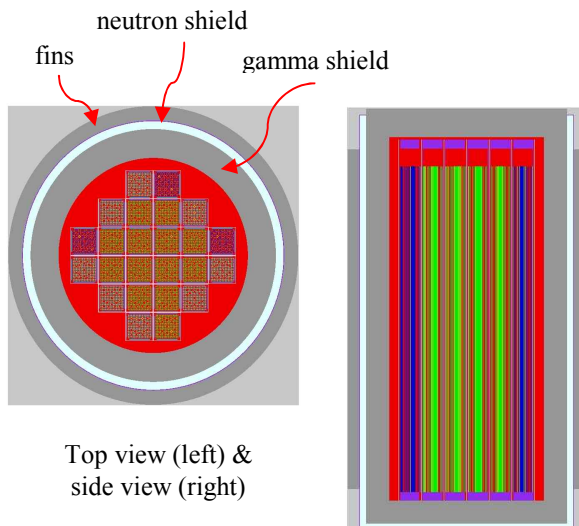 neutron shield
fins
gamma shield
Top view (left) &
side view (right)